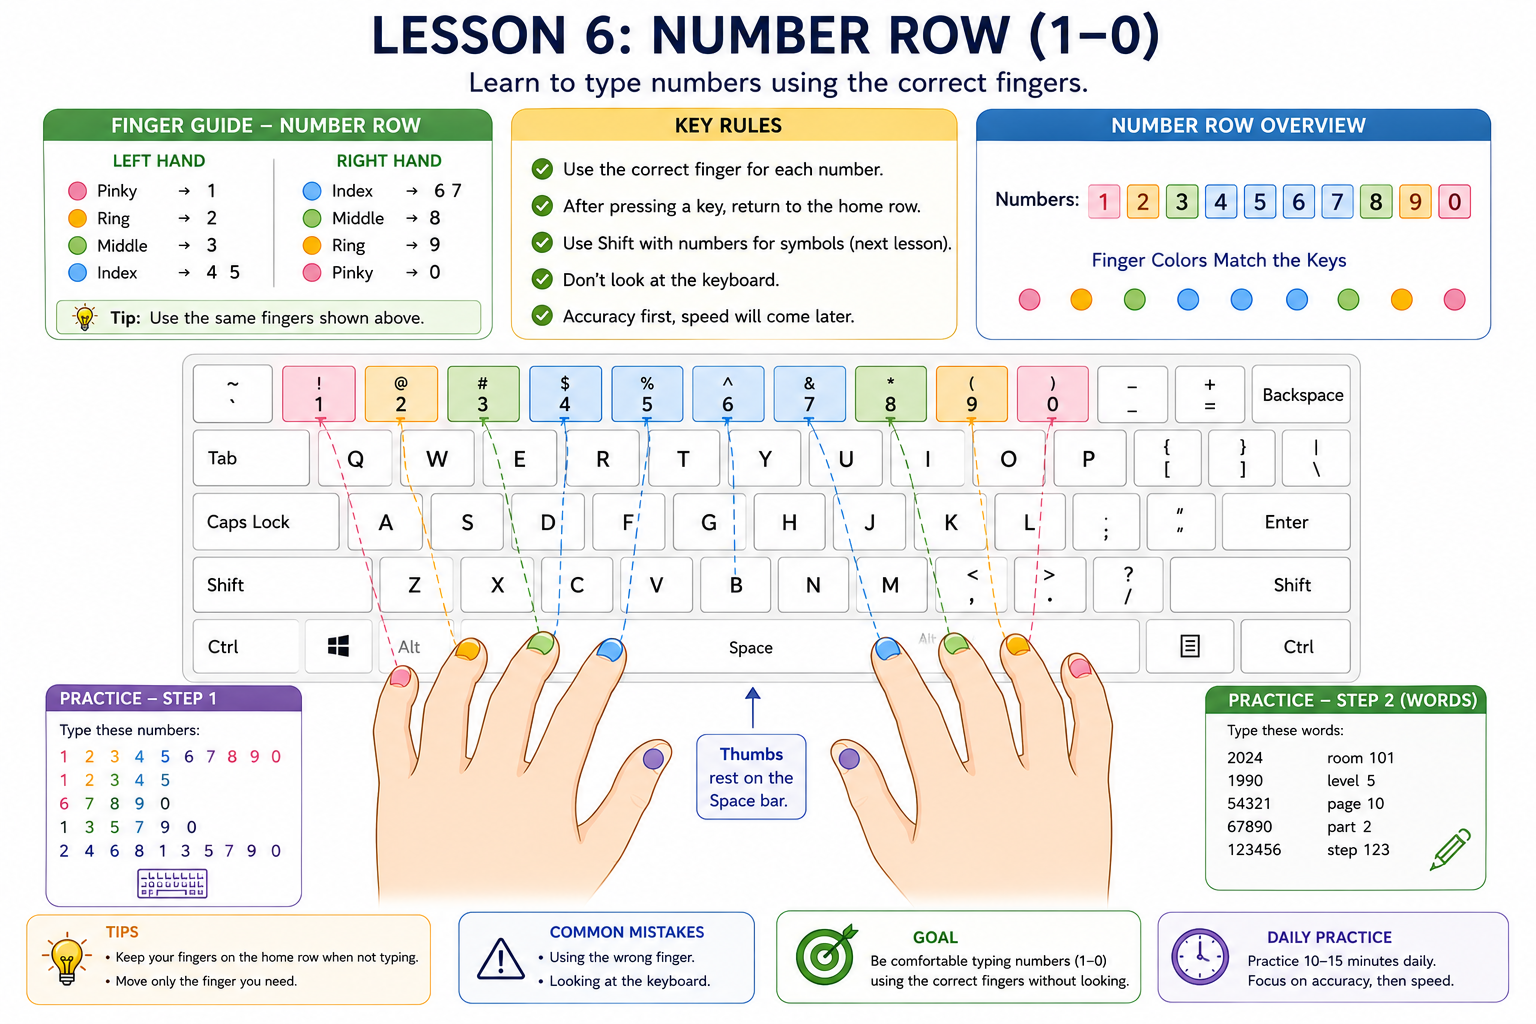 LESSON 6: NUMBER ROW (1–0)
Learn to type numbers using the correct fingers.
FINGER GUIDE – NUMBER ROW
LEFT HAND
Pinky → 1
Ring → 2
Middle → 3
Index → 4 5
RIGHT HAND
Index → 6 7
Middle → 8
Ring → 9
Pinky → 0
Tip: Use the same fingers shown above.
KEY RULES
Use the correct finger for each number.
After pressing a key, return to the home row.
Use Shift with numbers for symbols (next lesson).
Don't look at the keyboard.
Accuracy first, speed will come later.
NUMBER ROW OVERVIEW
Numbers: 1 2 3 4 5 6 7 8 9 0
Finger Colors Match the Keys
~ ! @ # $ % ^ & * ( ) _ +
` 1 2 3 4 5 6 7 8 9 0 _ = Backspace
Tab Q W E R T Y U I O P { [ } ] | \
Caps Lock A S D F G H J K L ; ; " " Enter
Shift Z X C V B N M < , > . ? / Shift
Ctrl Alt Space Alt Ctrl
PRACTICE – STEP 1
Type these numbers:
1 2 3 4 5 6 7 8 9 0
1 2 3 4 5
6 7 8 9 0
1 3 5 7 9 0
2 4 6 8 1 3 5 7 9 0
Thumbs
rest on the
Space bar.
PRACTICE – STEP 2 (WORDS)
Type these words:
2024 room 101
1990 level 5
54321 page 10
67890 part 2
123456 step 123
TIPS
• Keep your fingers on the home row when not typing.
• Move only the finger you need.
COMMON MISTAKES
• Using the wrong finger.
• Looking at the keyboard.
GOAL
Be comfortable typing numbers (1–0)
using the correct fingers without looking.
DAILY PRACTICE
Practice 10–15 minutes daily.
Focus on accuracy, then speed.